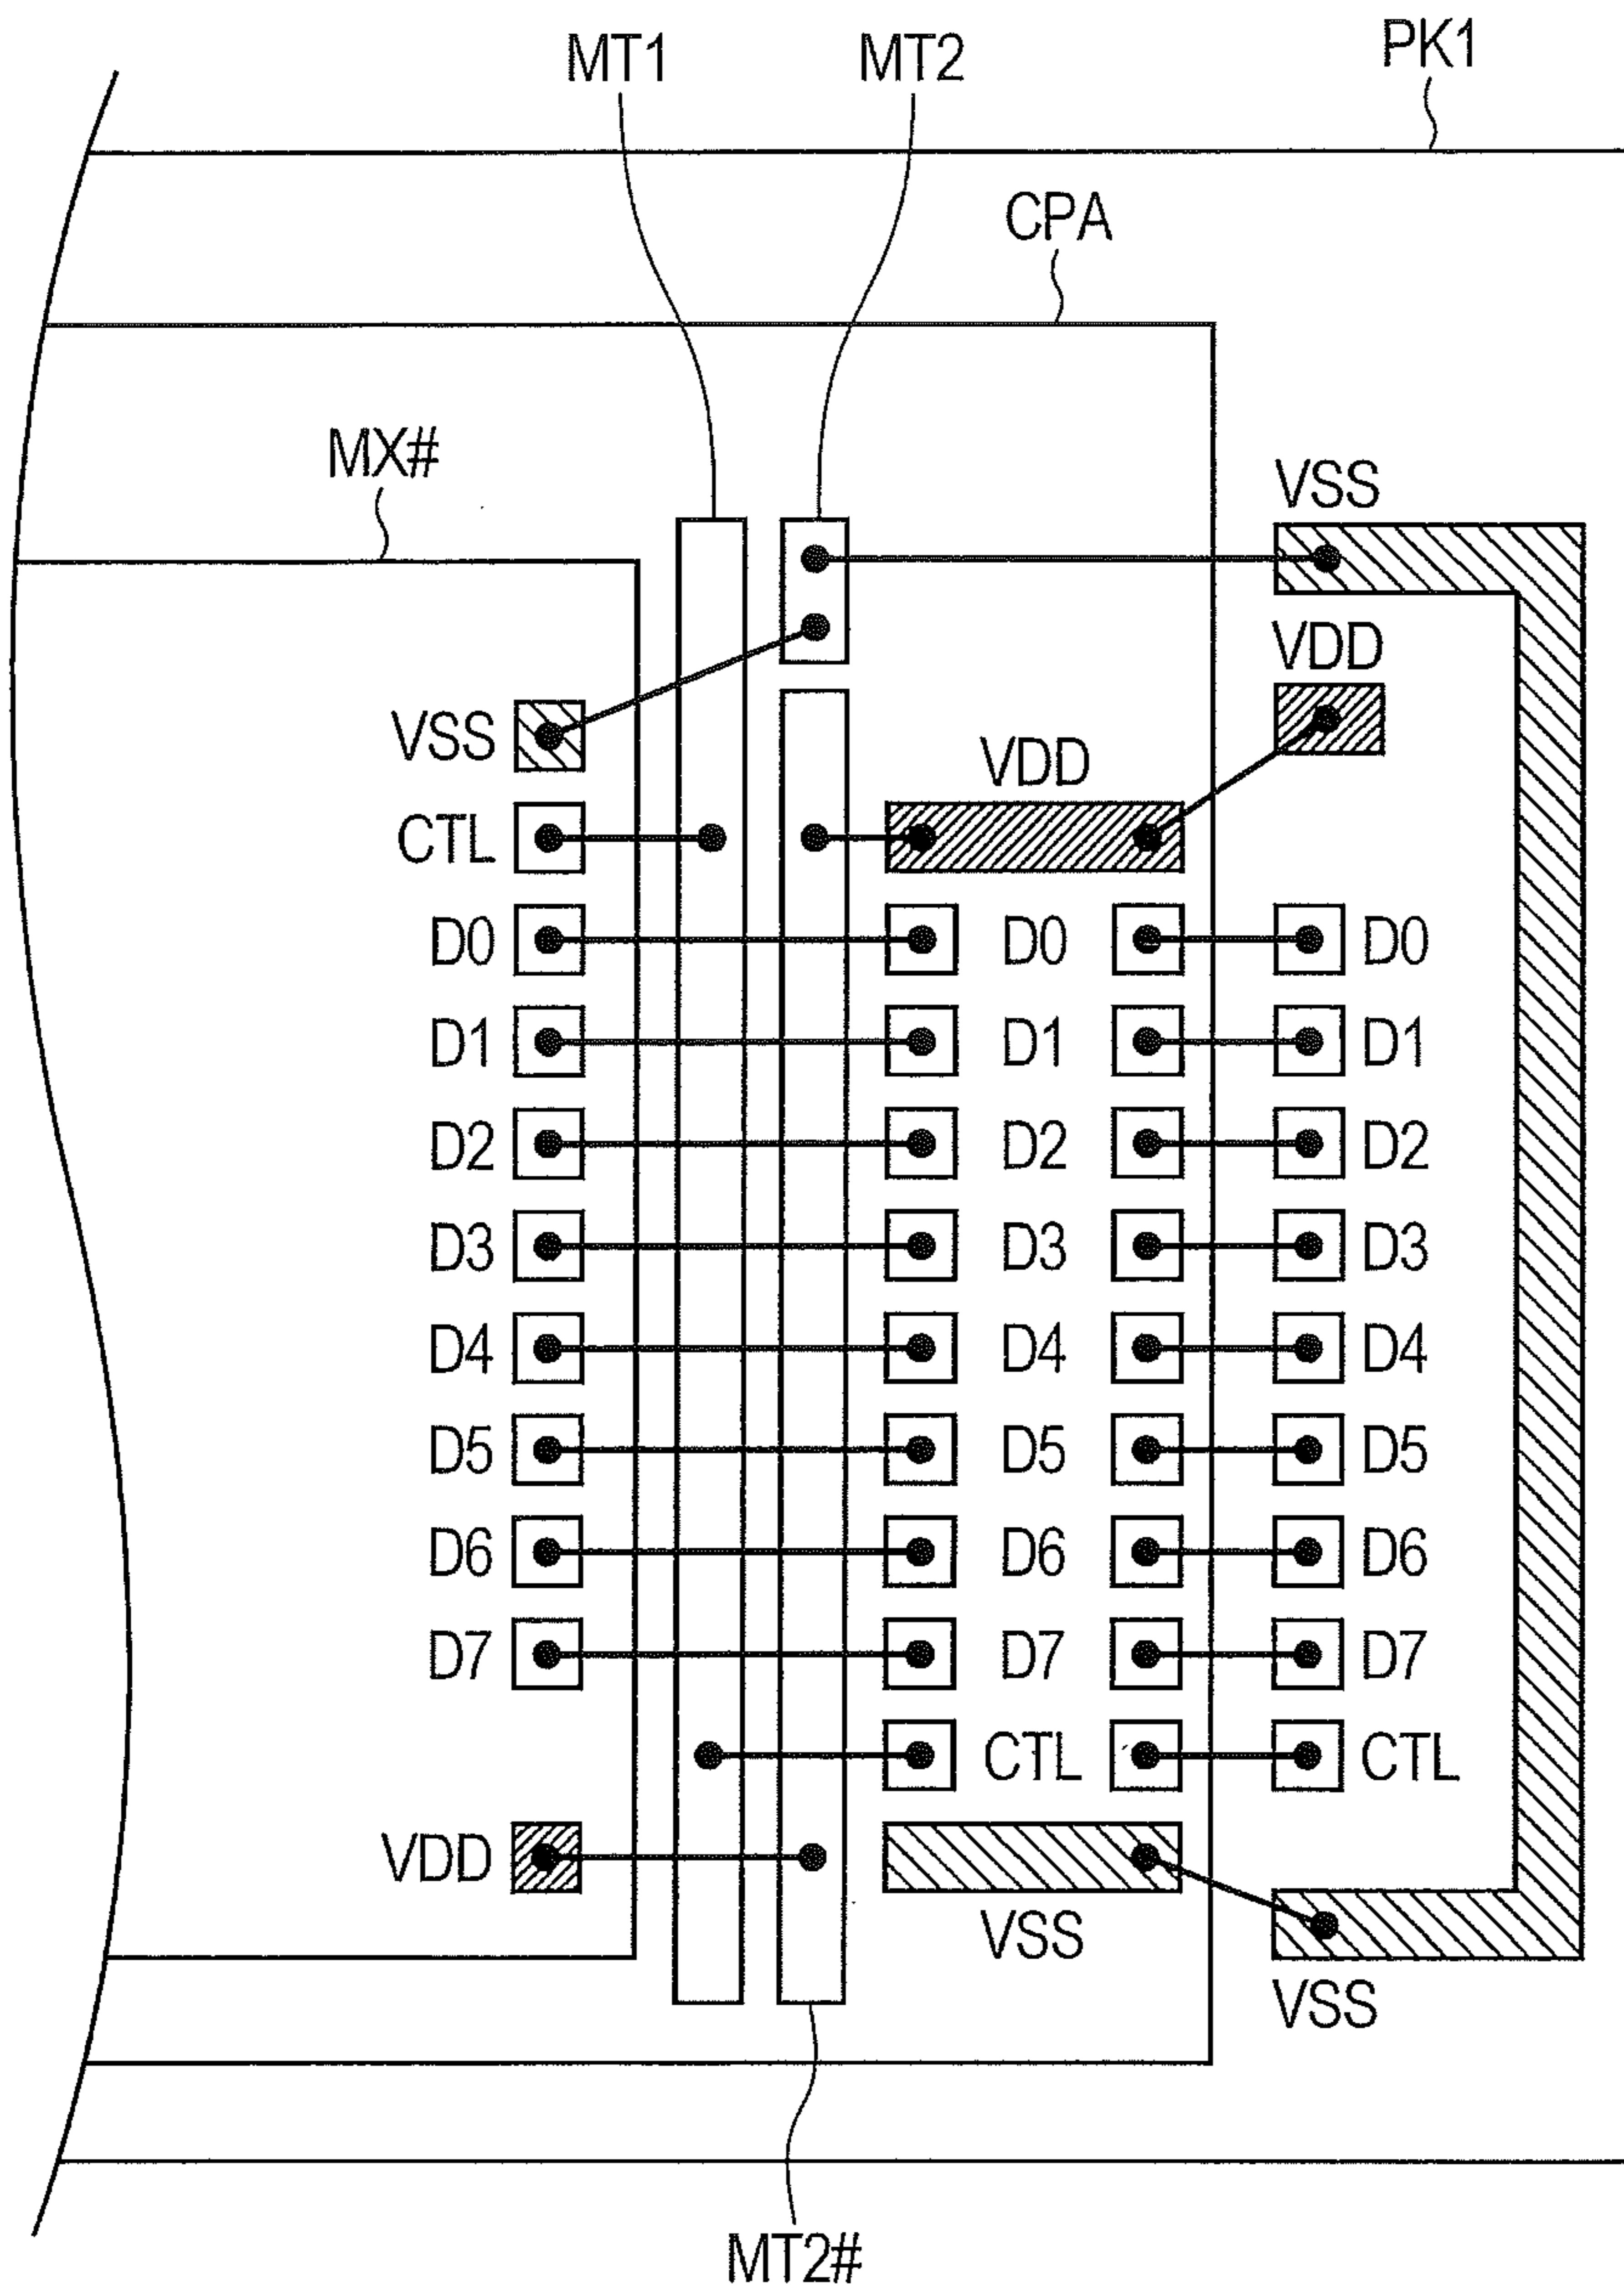 MT1 MT2 PK1
CPA
MX#
VSS
VDD
VSS
VDD
CTL
D0 D0 D0
D1 D1 D1
D2 D2 D2
D3 D3 D3
D4 D4 D4
D5 D5 D5
D6 D6 D6
D7 D7 D7
CTL CTL
VDD
VSS
VSS
MT2#